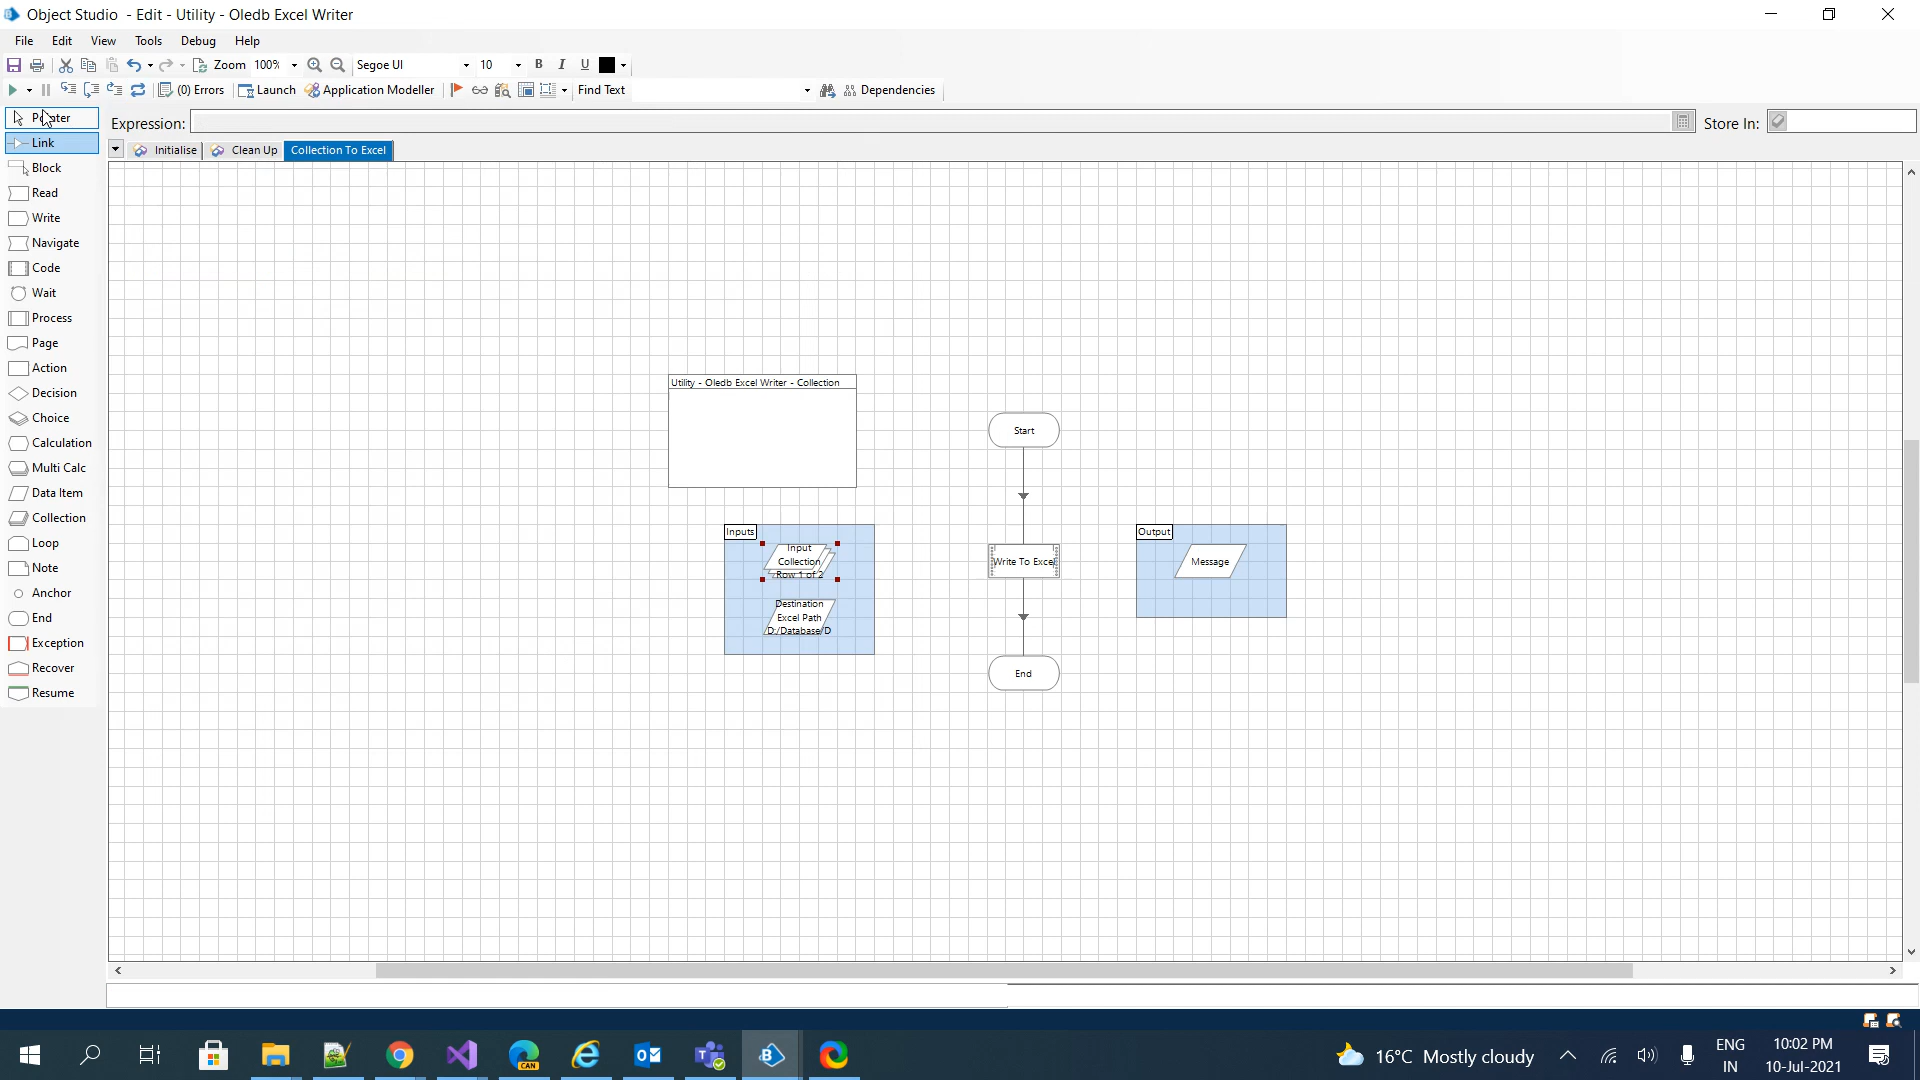 Object Studio - Edit - Utility - Oledb Excel Writer
File Edit View Tools Debug Help
Zoom 100% Segoe UI 10 B I U
(0) Errors Launch Application Modeller Find Text Dependencies
Pointer
Link
Block
Read
Write
Navigate
Code
Wait
Process
Page
Action
Decision
Choice
Calculation
Multi Calc
Data Item
Collection
Loop
Note
Anchor
End
Exception
Recover
Resume
Expression: Store In:
Initialise Clean Up Collection To Excel
Utility - Oledb Excel Writer - Collection
Start
Inputs
Input
Collection
Row 1 of 2
Destination
Excel Path
D:/Database/D
Write To Excel
End
Output
Message
CAN
B
16°C Mostly cloudy
ENG
IN
10:02 PM
10-Jul-2021